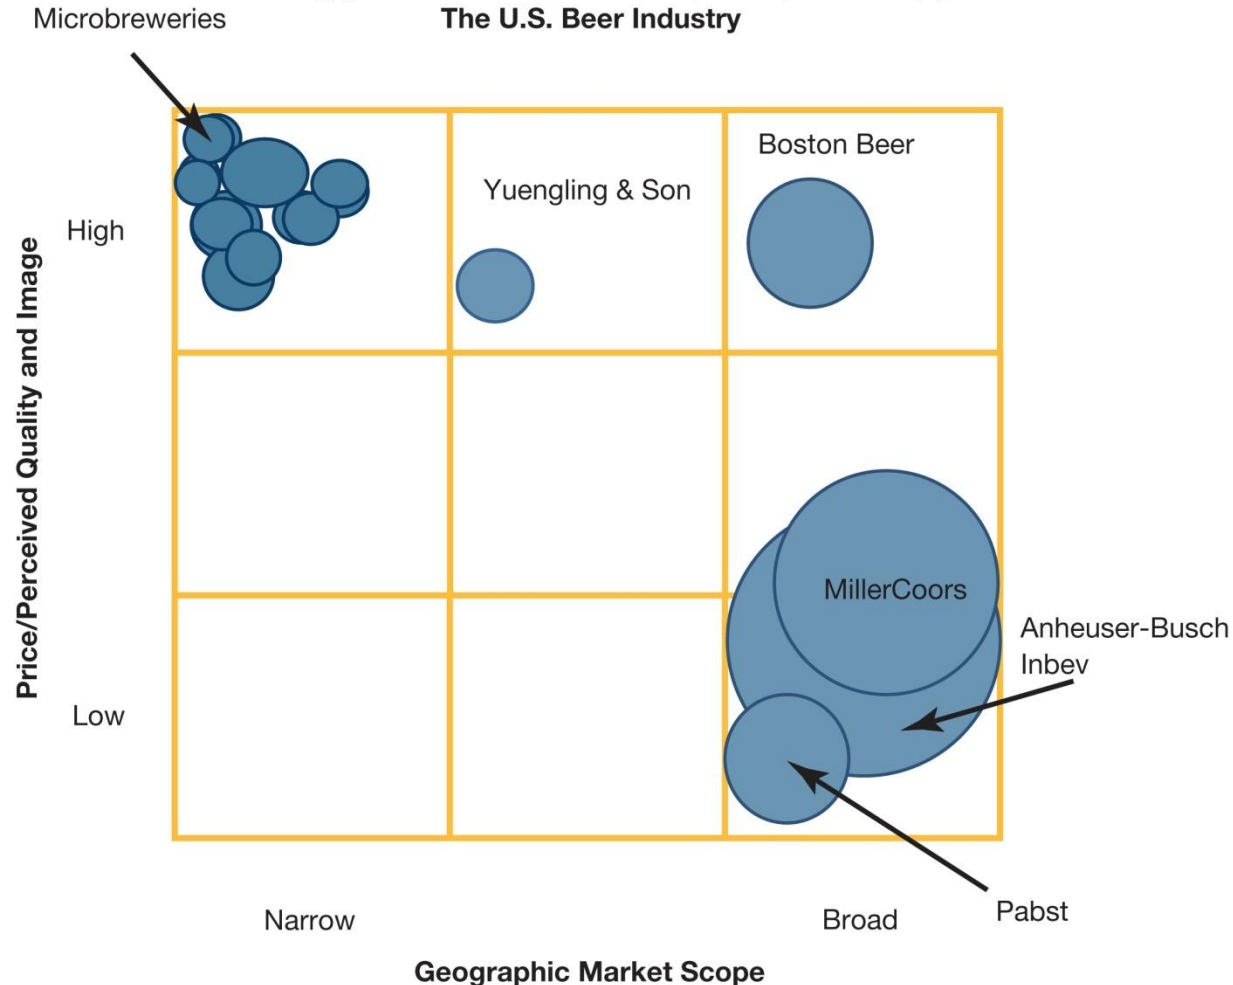 Microbreweries
The U.S. Beer Industry
Boston Beer
Yuengling & Son
High
Price/Perceived Quality and Image
MillerCoors
Anheuser-Busch
Inbev
Low
Pabst
Narrow
Broad
Geographic Market Scope